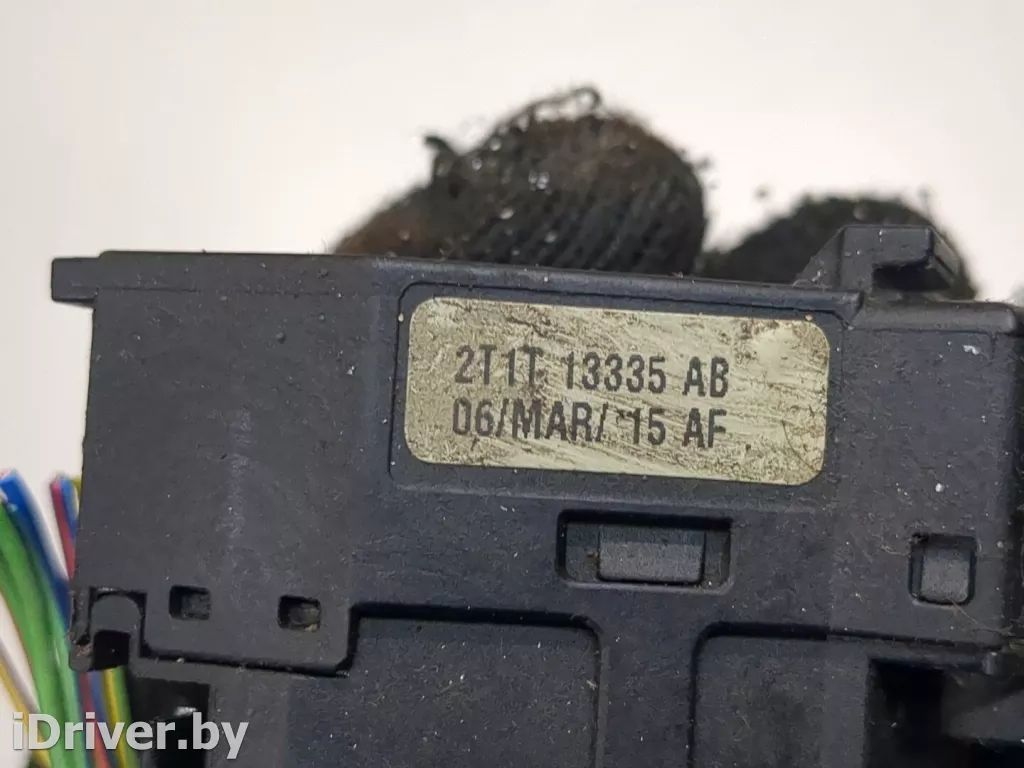 2T1T 13335 AB
06/MAR/ '15 AF
iDriver.by